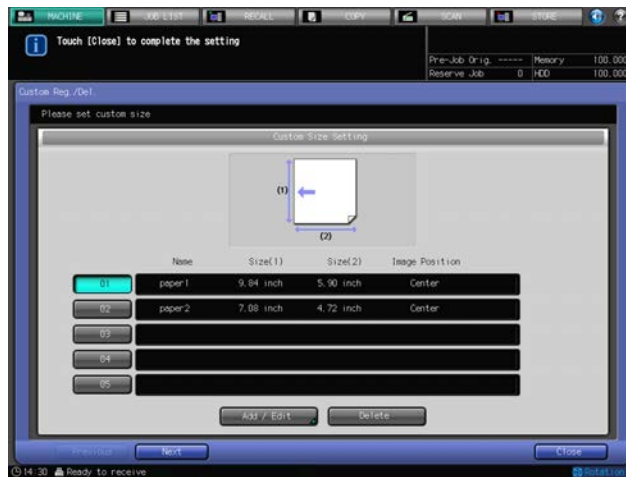 MACHINE JOB LIST RECALL COPY SCAN STORE
Touch [Close] to complete the setting
Pre-Job Orig. ----- Memory 100.000
Reserve Job 0 HDD 100.000
Custom Reg./Del.
Please set custom size
Custom Size Setting
(1)
(2)
Name Size(1) Size(2) Image Position
01 paper1 9.84 inch 5.90 inch Center
02 paper2 7.08 inch 4.72 inch Center
03
04
05
Add / Edit Delete
Previous Next Close
14:30 Ready to receive Rotation